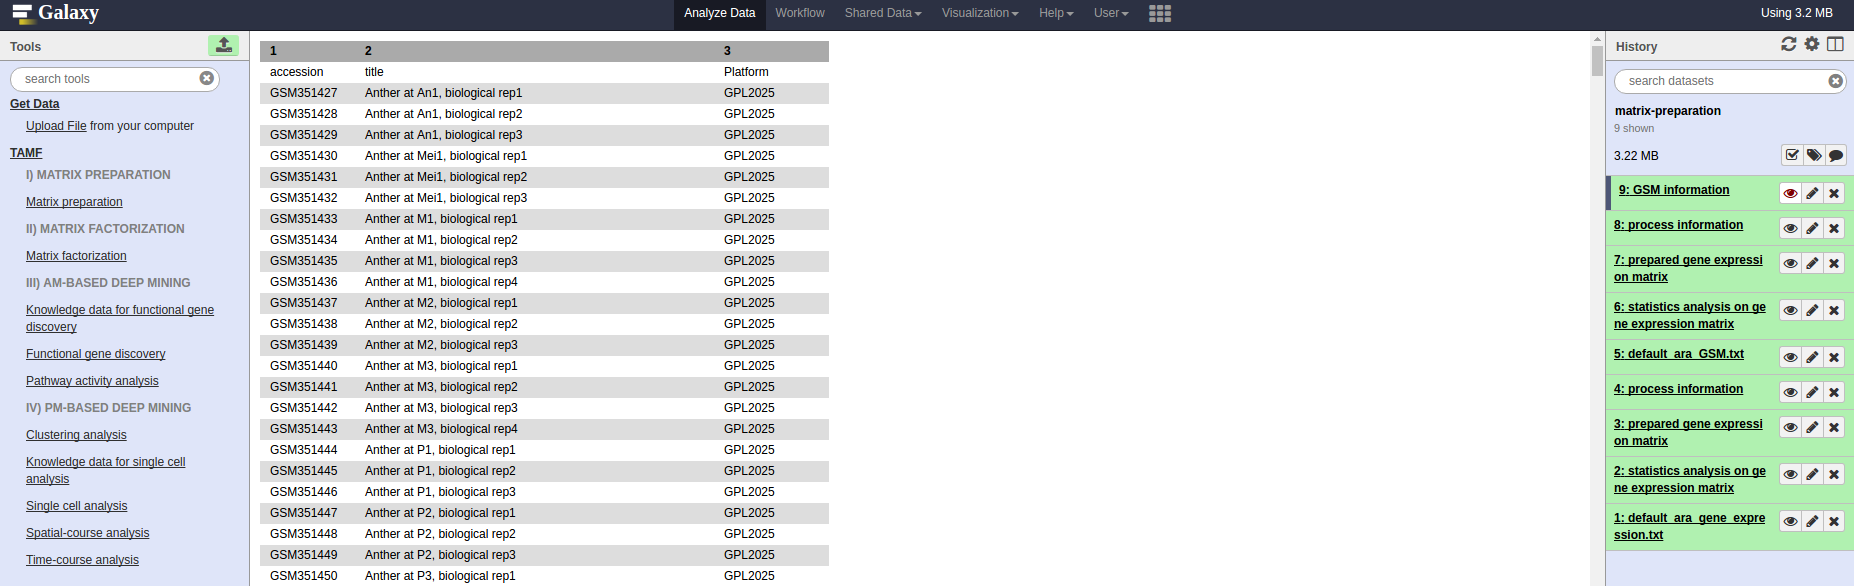 Galaxy
Analyze Data Workflow Shared Data Visualization Help User
Using 3.2 MB
Tools
search tools
Get Data
Upload File from your computer
TAMF
I) MATRIX PREPARATION
Matrix preparation
II) MATRIX FACTORIZATION
Matrix factorization
III) AM-BASED DEEP MINING
Knowledge data for functional gene
discovery
Functional gene discovery
Pathway activity analysis
IV) PM-BASED DEEP MINING
Clustering analysis
Knowledge data for single cell
analysis
Single cell analysis
Spatial-course analysis
Time-course analysis
1 2 3
accession title Platform
GSM351427 Anther at An1, biological rep1 GPL2025
GSM351428 Anther at An1, biological rep2 GPL2025
GSM351429 Anther at An1, biological rep3 GPL2025
GSM351430 Anther at Mei1, biological rep1 GPL2025
GSM351431 Anther at Mei1, biological rep2 GPL2025
GSM351432 Anther at Mei1, biological rep3 GPL2025
GSM351433 Anther at M1, biological rep1 GPL2025
GSM351434 Anther at M1, biological rep2 GPL2025
GSM351435 Anther at M1, biological rep3 GPL2025
GSM351436 Anther at M1, biological rep4 GPL2025
GSM351437 Anther at M2, biological rep1 GPL2025
GSM351438 Anther at M2, biological rep2 GPL2025
GSM351439 Anther at M2, biological rep3 GPL2025
GSM351440 Anther at M3, biological rep1 GPL2025
GSM351441 Anther at M3, biological rep2 GPL2025
GSM351442 Anther at M3, biological rep3 GPL2025
GSM351443 Anther at M3, biological rep4 GPL2025
GSM351444 Anther at P1, biological rep1 GPL2025
GSM351445 Anther at P1, biological rep2 GPL2025
GSM351446 Anther at P1, biological rep3 GPL2025
GSM351447 Anther at P2, biological rep1 GPL2025
GSM351448 Anther at P2, biological rep2 GPL2025
GSM351449 Anther at P2, biological rep3 GPL2025
GSM351450 Anther at P3, biological rep1 GPL2025
History
search datasets
matrix-preparation
9 shown
3.22 MB
9: GSM information
8: process information
7: prepared gene expressi
on matrix
6: statistics analysis on ge
ne expression matrix
5: default_ara_GSM.txt
4: process information
3: prepared gene expressi
on matrix
2: statistics analysis on ge
ne expression matrix
1: default_ara_gene_expre
ssion.txt